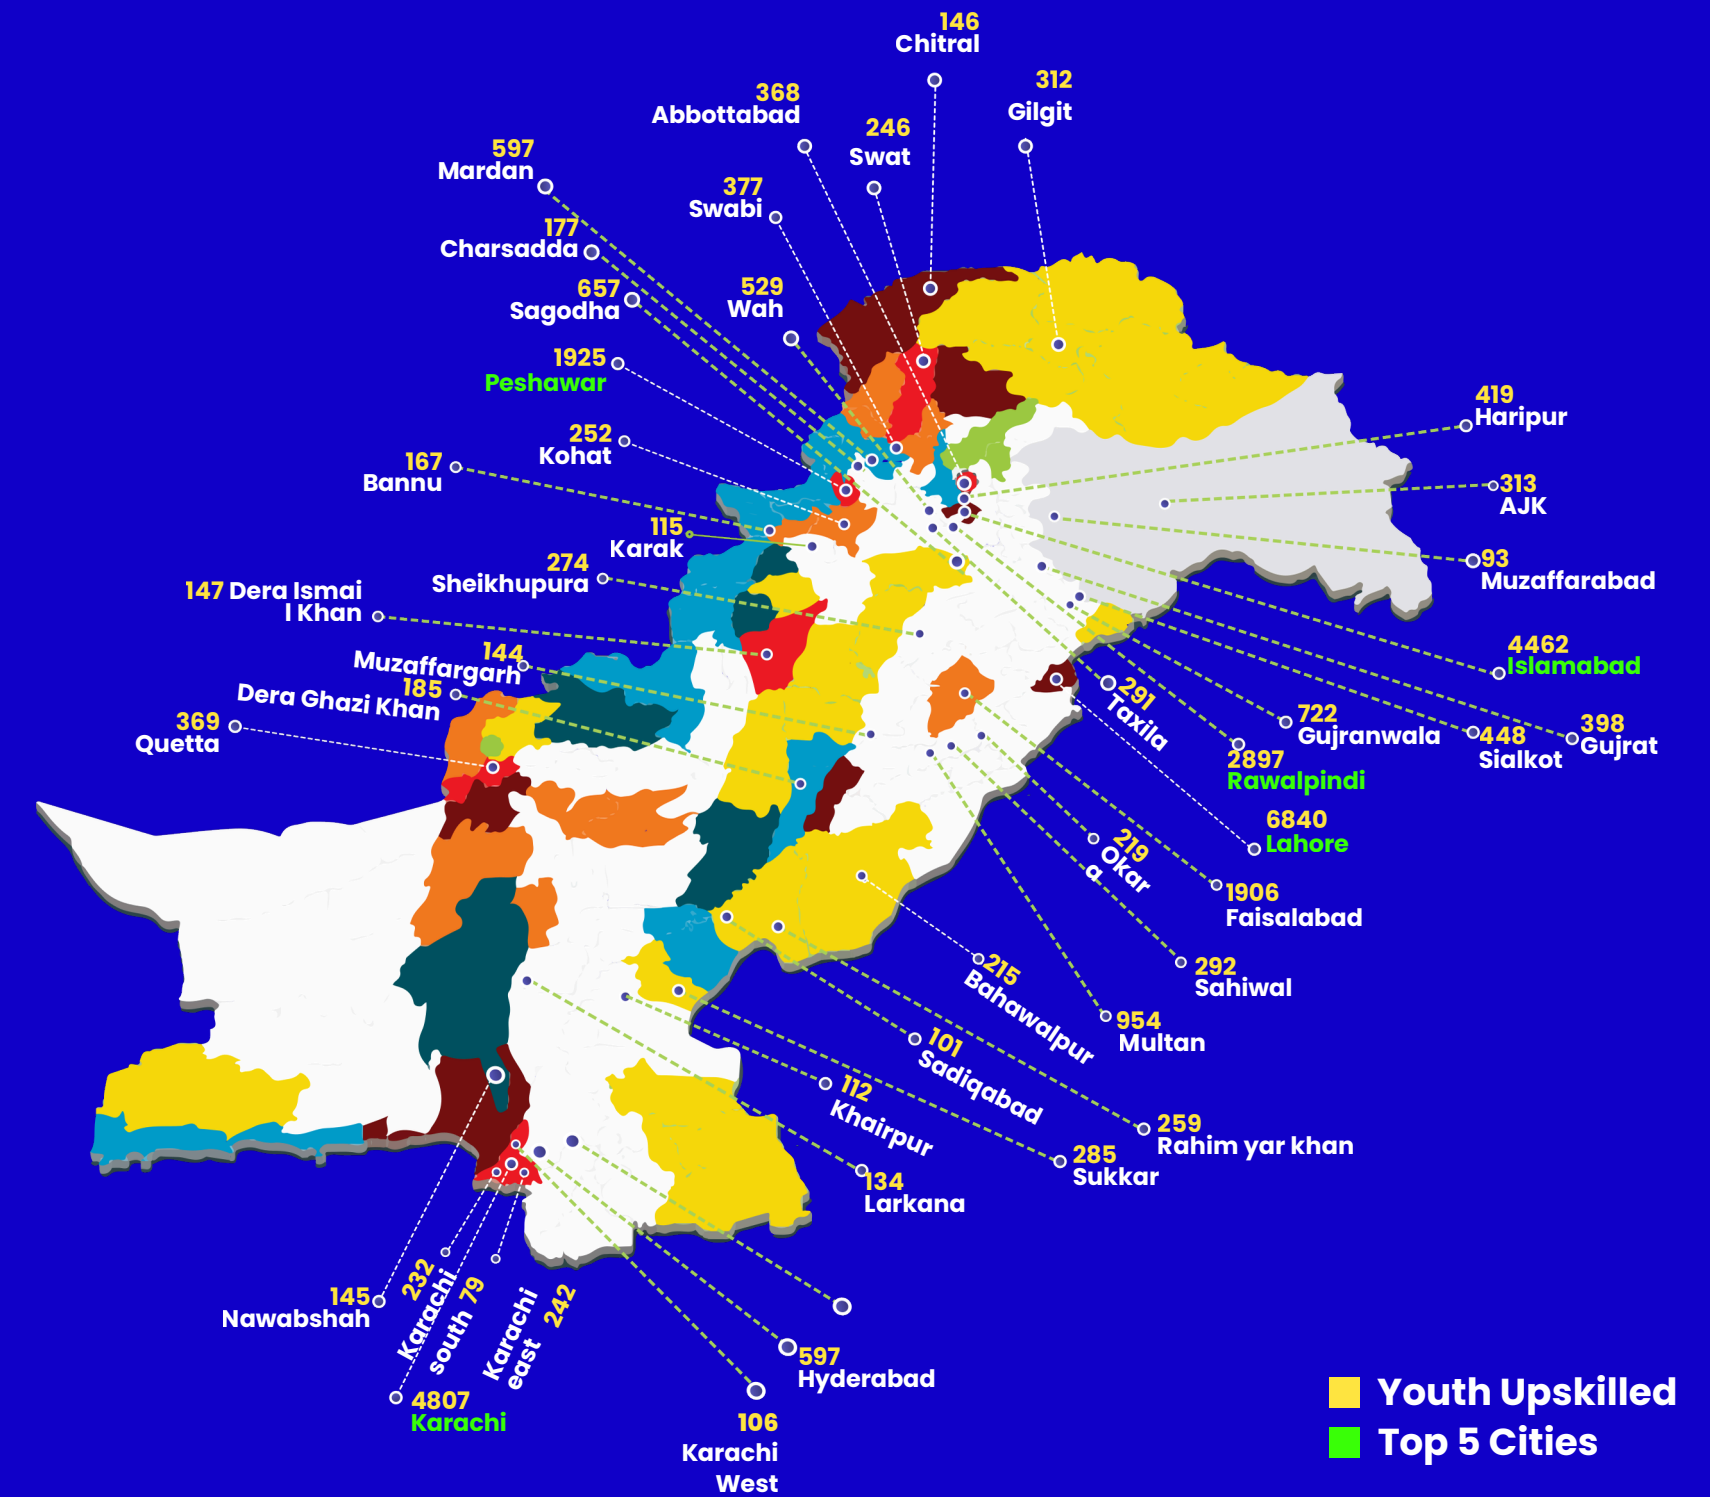 146
Chitral
312
Gilgit
368
Abbottabad
246
Swat
597
Mardan
377
Swabi
177
Charsadda
657
Sagodha
529
Wah
1925
Peshawar
252
Kohat
167
Bannu
115
Karak
274
Sheikhupura
147 Dera Ismai
l Khan
144
Muzaffargarh
185
Dera Ghazi Khan
369
Quetta
419
Haripur
313
AJK
93
Muzaffarabad
4462
Islamabad
398
Gujrat
448
Sialkot
722
Gujranwala
291
Taxila
2897
Rawalpindi
6840
Lahore
219
Okar
a
1906
Faisalabad
292
Sahiwal
954
Multan
215
Bahawalpur
101
Sadiqabad
259
Rahim yar khan
112
Khairpur
285
Sukkar
134
Larkana
145
Nawabshah
232
Karachi
south 79
Karachi
east 242
4807
Karachi
597
Hyderabad
106
Karachi
West
Youth Upskilled
Top 5 Cities